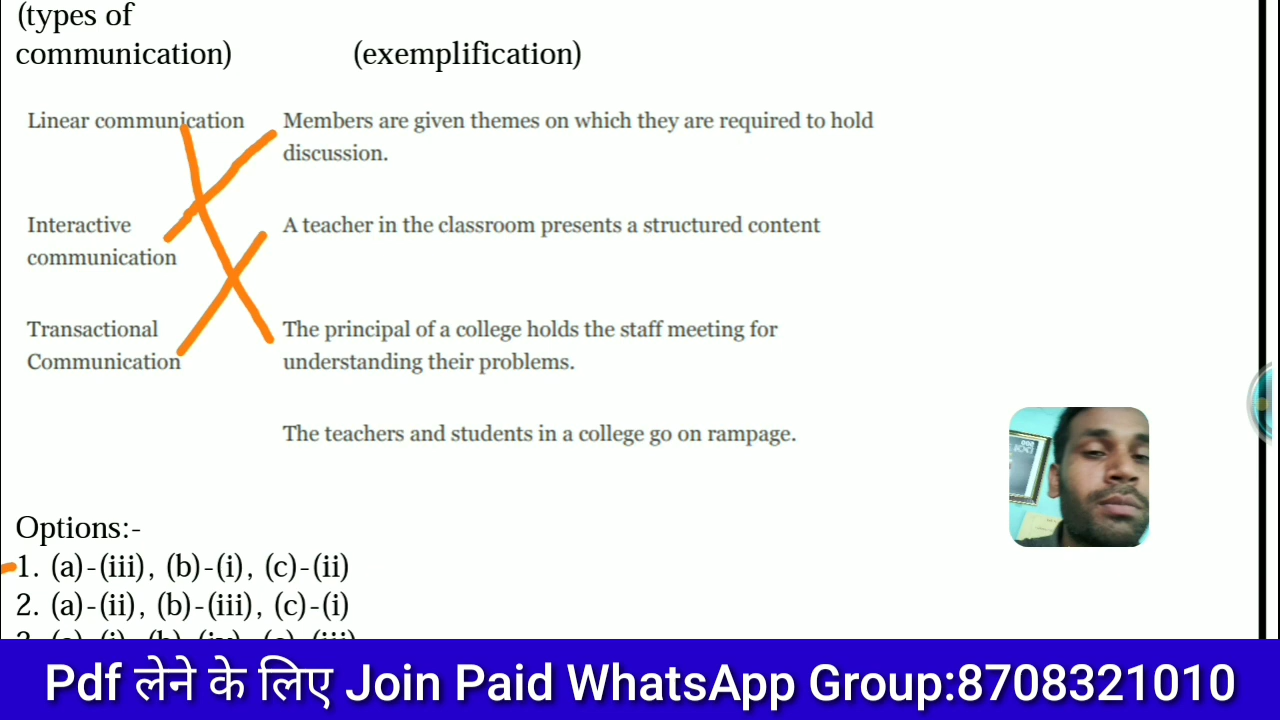 (types of
communication) (exemplification)
Linear communication Members are given themes on which they are required to hold
discussion.
Interactive A teacher in the classroom presents a structured content
communication
Transactional The principal of a college holds the staff meeting for
Communication understanding their problems.
The teachers and students in a college go on rampage.
Options:-
1. (a)-(iii), (b)-(i), (c)-(ii)
2. (a)-(ii), (b)-(iii), (c)-(i)
3. (a)-(i), (b)-(iv), (c)-(iii)
Pdf लेने के लिए Join Paid WhatsApp Group:8708321010